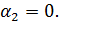 α₂ = 0.